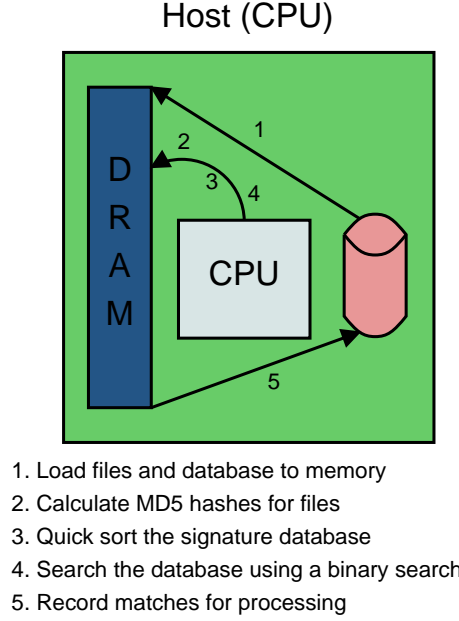 Host (CPU)
1
2
3
4
D
R
A
M
CPU
5
1. Load files and database to memory
2. Calculate MD5 hashes for files
3. Quick sort the signature database
4. Search the database using a binary search
5. Record matches for processing